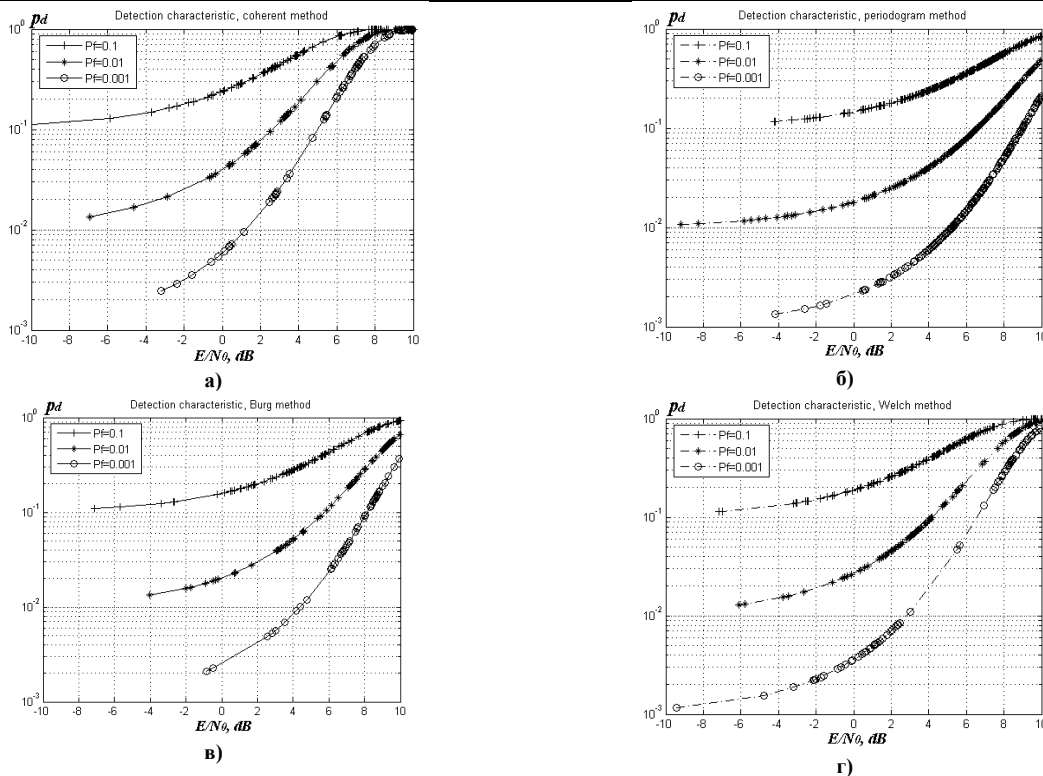 Detection characteristic, coherent method
pd
10⁰
10⁻¹
10⁻²
10⁻³
Pf=0.1
Pf=0.01
Pf=0.001
-10 -8 -6 -4 -2 0 2 4 6 8 10
E/N0, dB
а)
Detection characteristic, periodogram method
pd
10⁰
10⁻¹
10⁻²
10⁻³
Pf=0.1
Pf=0.01
Pf=0.001
-10 -8 -6 -4 -2 0 2 4 6 8 10
E/N0, dB
б)
Detection characteristic, Burg method
pd
10⁰
10⁻¹
10⁻²
10⁻³
Pf=0.1
Pf=0.01
Pf=0.001
-10 -8 -6 -4 -2 0 2 4 6 8 10
E/N0, dB
в)
Detection characteristic, Welch method
pd
10⁰
10⁻¹
10⁻²
10⁻³
Pf=0.1
Pf=0.01
Pf=0.001
-10 -8 -6 -4 -2 0 2 4 6 8 10
E/N0, dB
г)